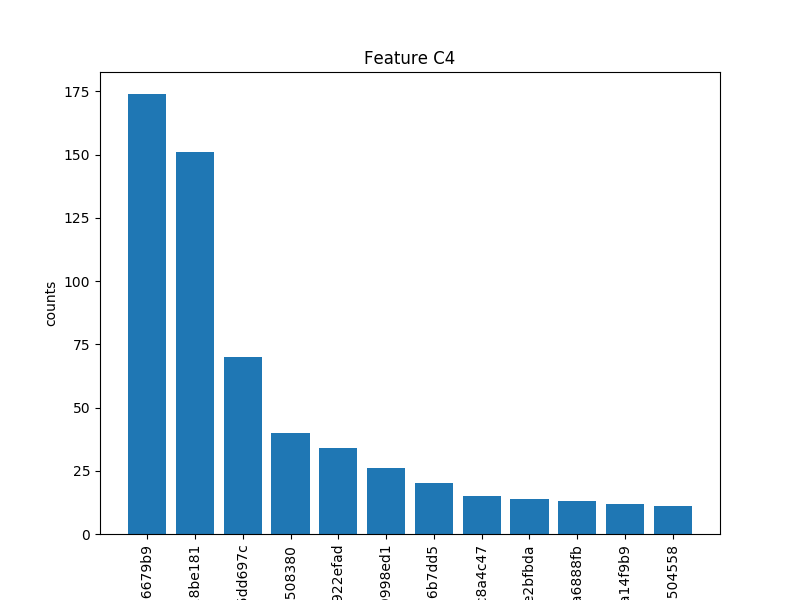 Feature C4
175
150
125
100
75
50
25
0
counts
6679b9
8be181
dd697c
508380
922efad
998ed1
6b7dd5
8a4c47
e2bfbda
a6888fb
a14f9b9
504558